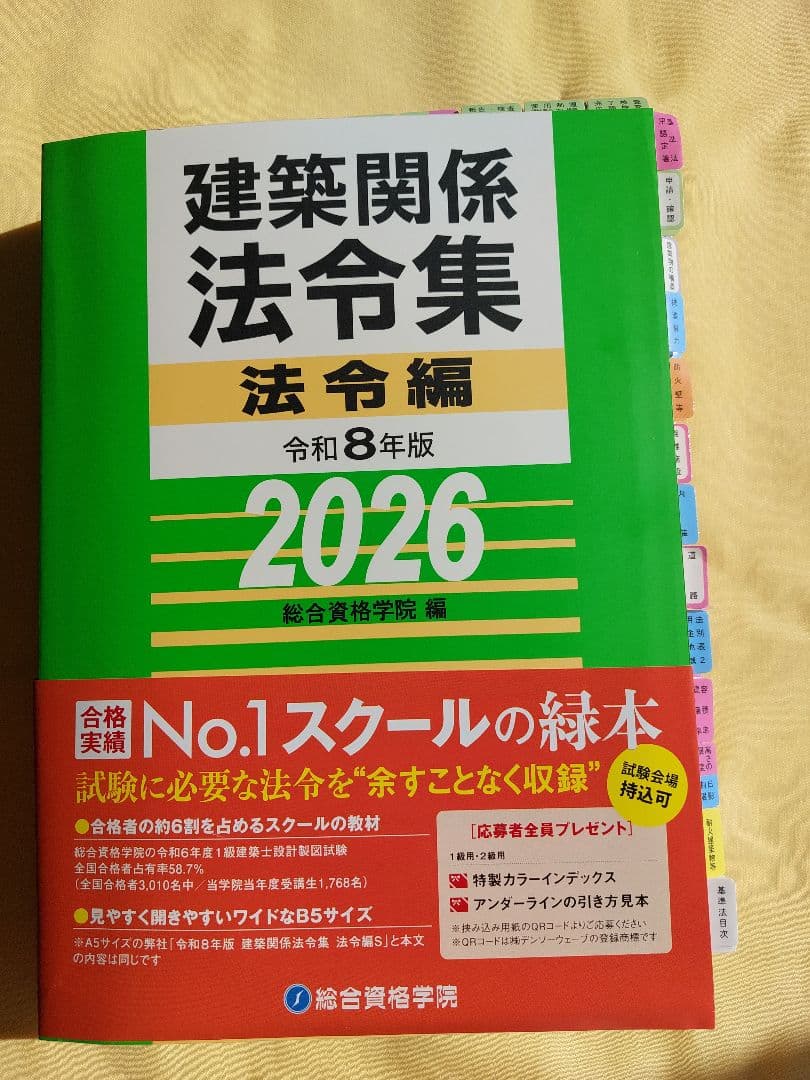 建築関係
法令集
法令編
令和8年版
2026
総合資格学院 編
合格
実績
No.1スクールの緑本
試験に必要な法令を“余すことなく収録”
試験会場
持込可
●合格者の約6割を占めるスクールの教材
総合資格学院の令和6年度1級建築士設計製図試験
全国合格者占有率58.7%
(全国合格者3,010名中/当学院当年度受講生1,768名)
●見やすく開きやすいワイドなB5サイズ
※A5サイズの弊社「令和8年版 建築関係法令集 法令編S」と本文
の内容は同じです
[応募者全員プレゼント]
1級用・2級用
特製カラーインデックス
アンダーラインの引き方見本
※挟み込み用紙のQRコードよりご応募ください
※QRコードは㈱デンソーウェーブの登録商標です
総合資格学院
申請・確認
道路
基準法目次